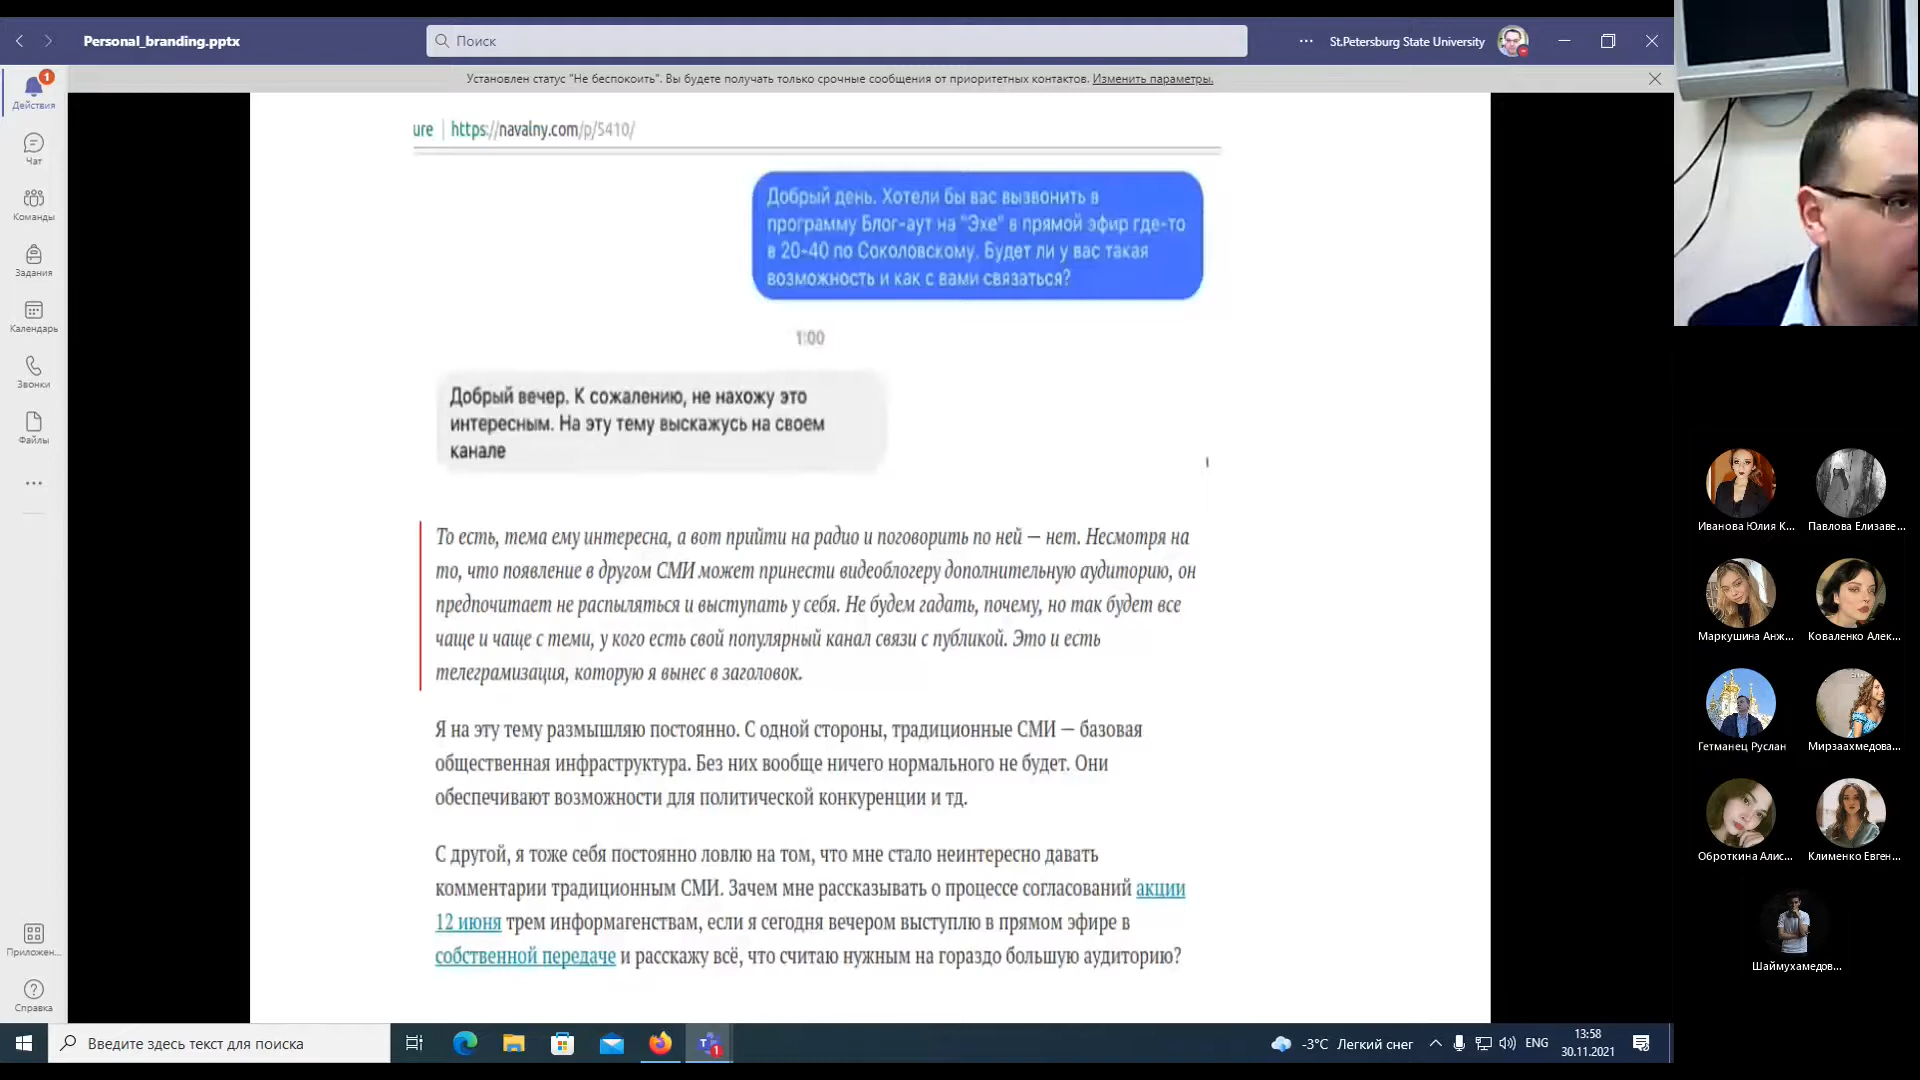 Personal_branding.pptx
Поиск
St.Petersburg State University
Установлен статус "Не беспокоить". Вы будете получать только срочные сообщения от приоритетных контактов. Изменить параметры.
1
Действия
Чат
Команды
Задания
Календарь
Звонки
Файлы
Приложен...
Справка
ure | https://navalny.com/p/5410/
Добрый день. Хотели бы вас вызвонить в
программу Блог-аут на "Эхе" в прямой эфир где-то
в 20-40 по Соколовскому. Будет ли у вас такая
возможность и как с вами связаться?
1:00
Добрый вечер. К сожалению, не нахожу это
интересным. На эту тему выскажусь на своем
канале
То есть, тема ему интересна, а вот прийти на радио и поговорить по ней — нет. Несмотря на
то, что появление в другом СМИ может принести видеоблогеру дополнительную аудиторию, он
предпочитает не распыляться и выступать у себя. Не будем гадать, почему, но так будет все
чаще и чаще с теми, у кого есть свой популярный канал связи с публикой. Это и есть
телеграмизация, которую я вынес в заголовок.
Я на эту тему размышляю постоянно. С одной стороны, традиционные СМИ — базовая
общественная инфраструктура. Без них вообще ничего нормального не будет. Они
обеспечивают возможности для политической конкуренции и тд.
С другой, я тоже себя постоянно ловлю на том, что мне стало неинтересно давать
комментарии традиционным СМИ. Зачем мне рассказывать о процессе согласований акции
12 июня трем информагенствам, если я сегодня вечером выступлю в прямом эфире в
собственной передаче и расскажу всё, что считаю нужным на гораздо большую аудиторию?
Иванова Юлия К...
Павлова Елизаве...
Маркушина Анж...
Коваленко Алек...
Гетманец Руслан
Мирзаахмедова...
Оброткина Алис...
Клименко Евген...
Шаймухамедов...
Введите здесь текст для поиска
1
-3°C Легкий снег
ENG
13:58
30.11.2021